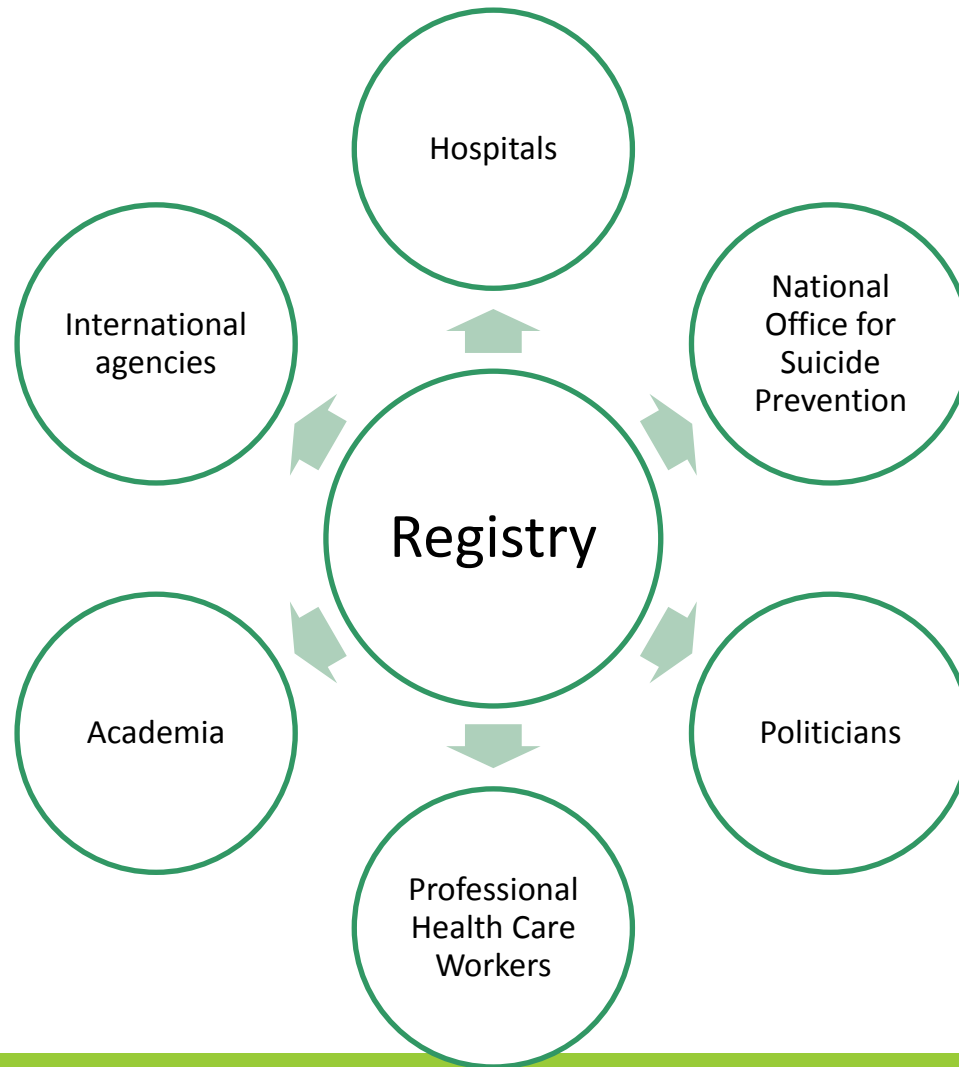 Hospitals
National
Office for
Suicide
Prevention
Politicians
Professional
Health Care
Workers
Academia
International
agencies
Registry